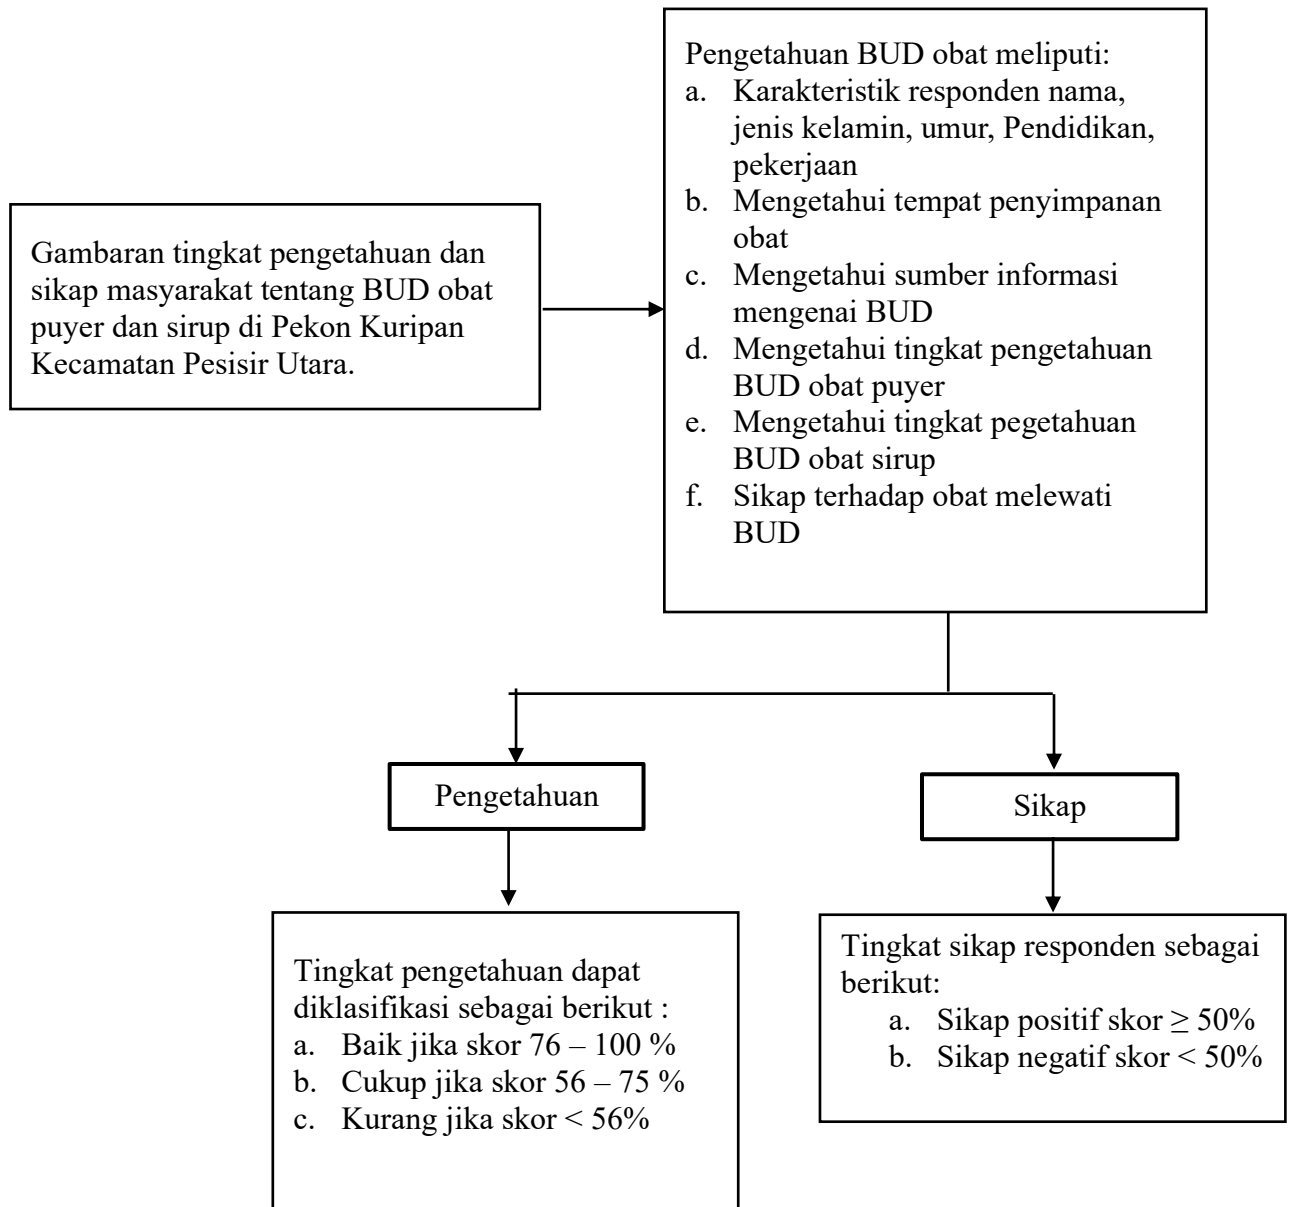 Gambaran tingkat pengetahuan dan
sikap masyarakat tentang BUD obat
puyer dan sirup di Pekon Kuripan
Kecamatan Pesisir Utara.
Pengetahuan BUD obat meliputi:
a. Karakteristik responden nama,
jenis kelamin, umur, Pendidikan,
pekerjaan
b. Mengetahui tempat penyimpanan
obat
c. Mengetahui sumber informasi
mengenai BUD
d. Mengetahui tingkat pengetahuan
BUD obat puyer
e. Mengetahui tingkat pegetahuan
BUD obat sirup
f. Sikap terhadap obat melewati
BUD
Pengetahuan
Sikap
Tingkat pengetahuan dapat
diklasifikasi sebagai berikut :
a. Baik jika skor 76 – 100 %
b. Cukup jika skor 56 – 75 %
c. Kurang jika skor < 56%
Tingkat sikap responden sebagai
berikut:
a. Sikap positif skor ≥ 50%
b. Sikap negatif skor < 50%